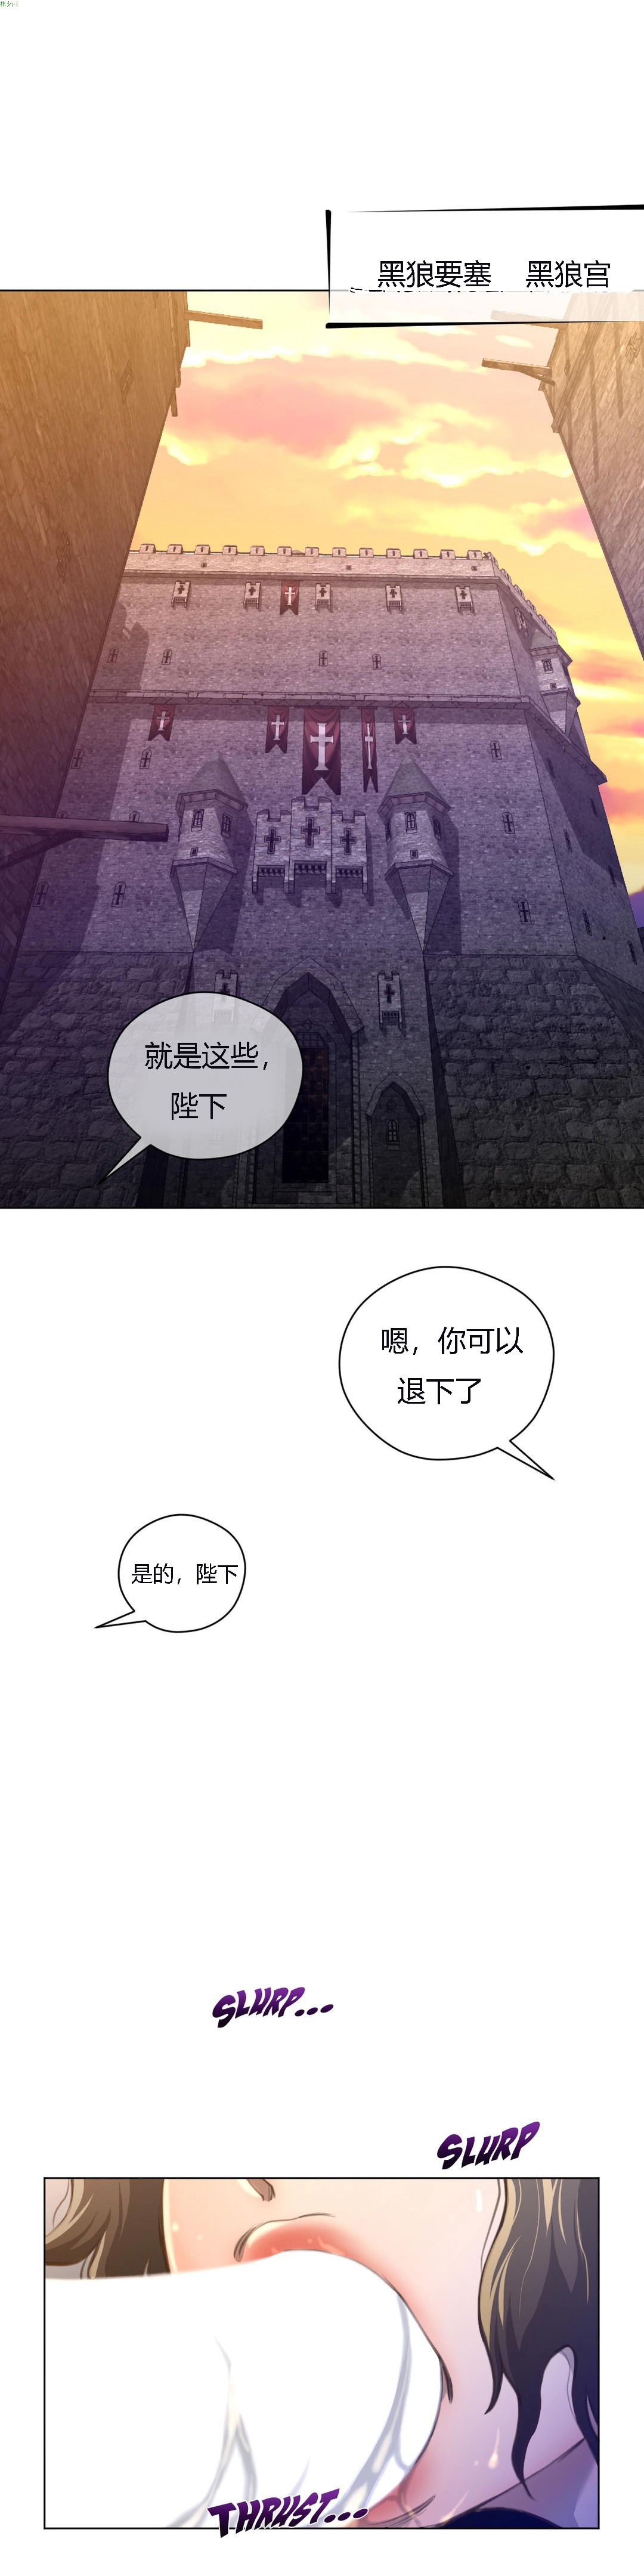 黑狼要塞 黑狼宫
就是这些，
陛下
嗯，你可以
退下了
是的，陛下
SLURP...
SLURP
THRUST...